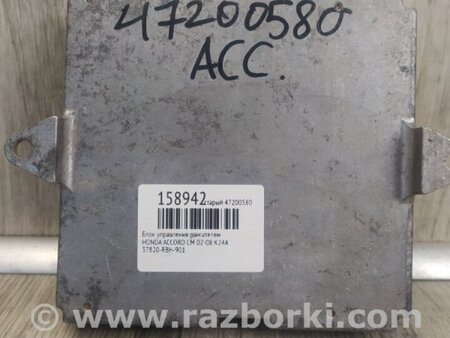 47200580
ACC.
158942 старый 47200580
Блок управления двигателем
HONDA ACCORD CM 02-08 K24A
37820-RBH-901
www.razborki.com